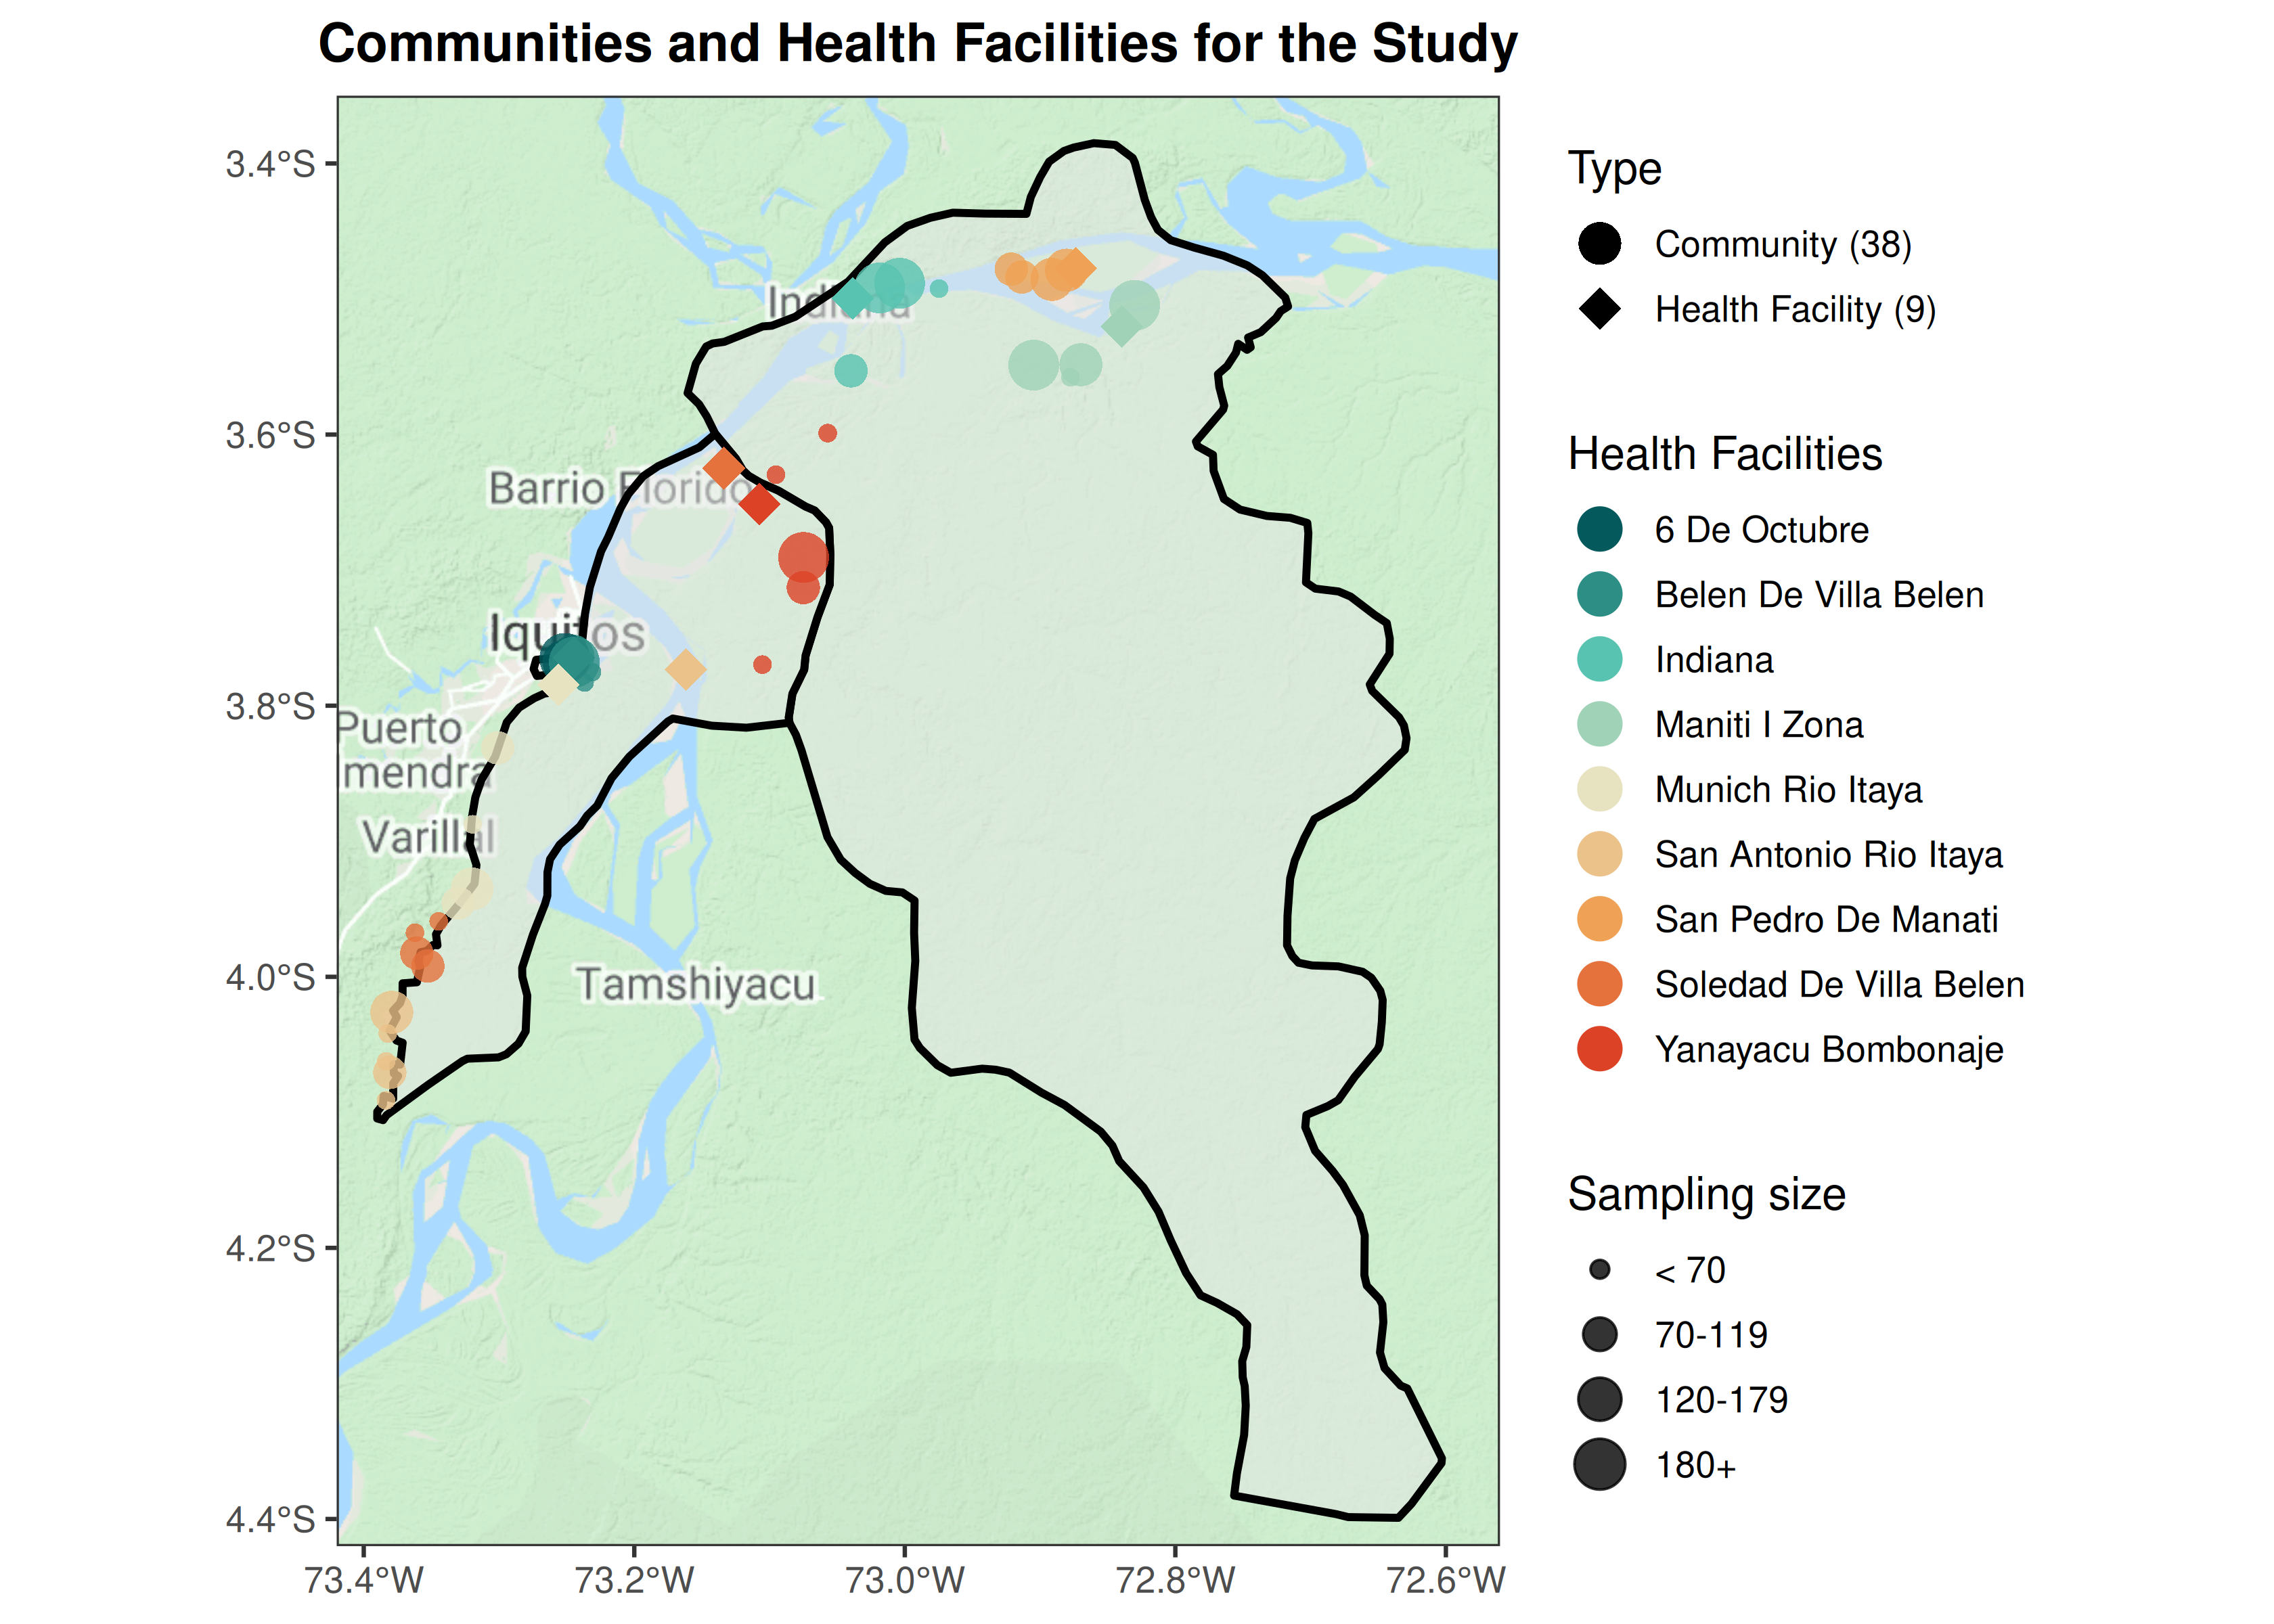 Communities and Health Facilities for the Study
3.4°S
3.6°S
3.8°S
4.0°S
4.2°S
4.4°S
73.4°W
73.2°W
73.0°W
72.8°W
72.6°W
Indiana
Barrio Florido
Iquitos
Puerto
mendra
Varillal
Tamshiyacu
Type
Community (38)
Health Facility (9)
Health Facilities
6 De Octubre
Belen De Villa Belen
Indiana
Maniti I Zona
Munich Rio Itaya
San Antonio Rio Itaya
San Pedro De Manati
Soledad De Villa Belen
Yanayacu Bombonaje
Sampling size
< 70
70-119
120-179
180+